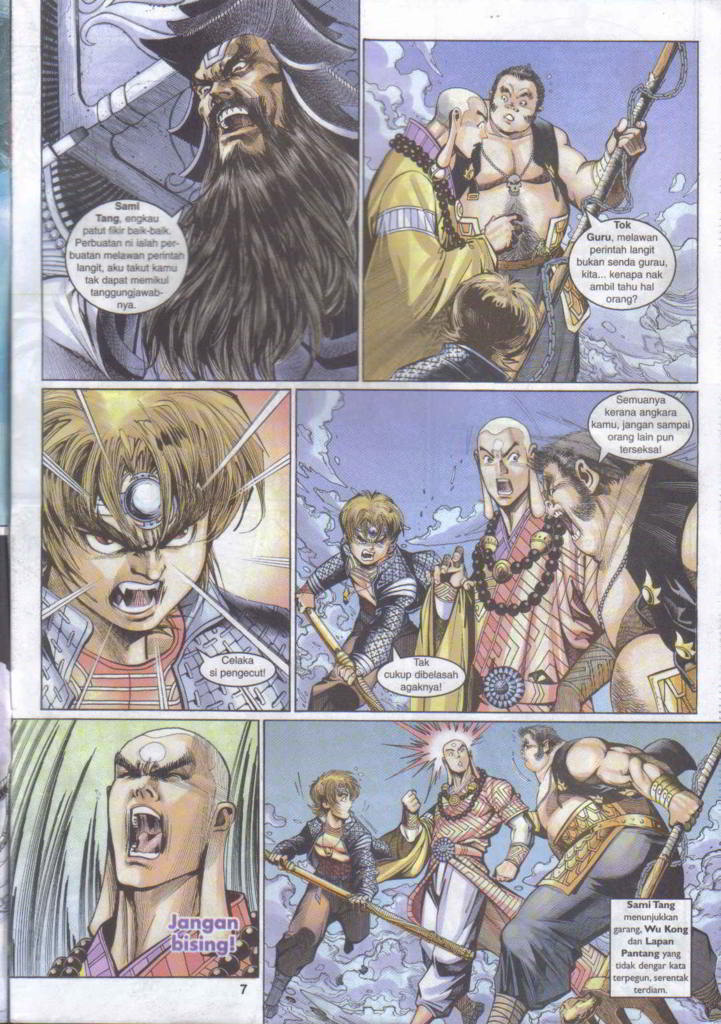 Sami
Tang, engkau
patut fikir baik-baik.
Perbuatan ni ialah per-
buatan melawan perintah
langit, aku takut kamu
tak dapat memikul
tanggungjawab-
nya.
Tok
Guru, melawan
perintah langit
bukan senda gurau,
kita... kenapa nak
ambil tahu hal
orang?
Celaka
si pengecut!
Semuanya
kerana angkara
kamu, jangan sampai
orang lain pun
terseksa!
Tak
cukup dibelasah
agaknya!
Jangan
bising!
Sami Tang
menunjukkan
garang, Wu Kong
dan Lapan
Pantang yang
tidak dengar kata
terpegun, serentak
terdiam.
7